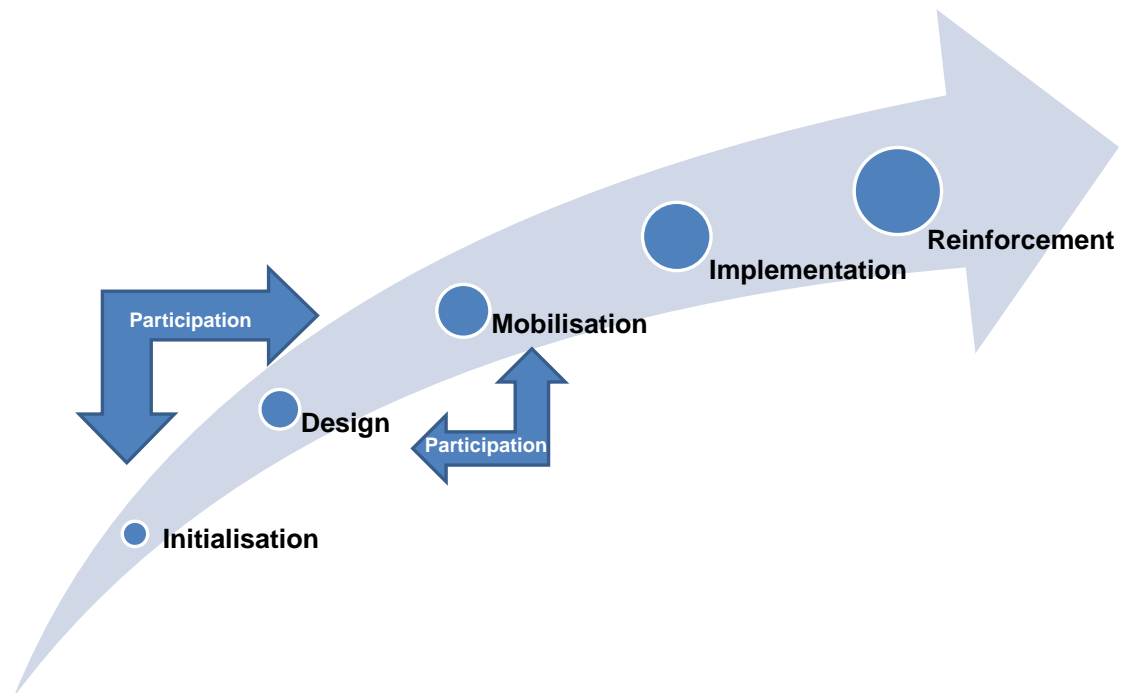 Reinforcement
Implementation
Participation
Mobilisation
Design
Participation
Initialisation